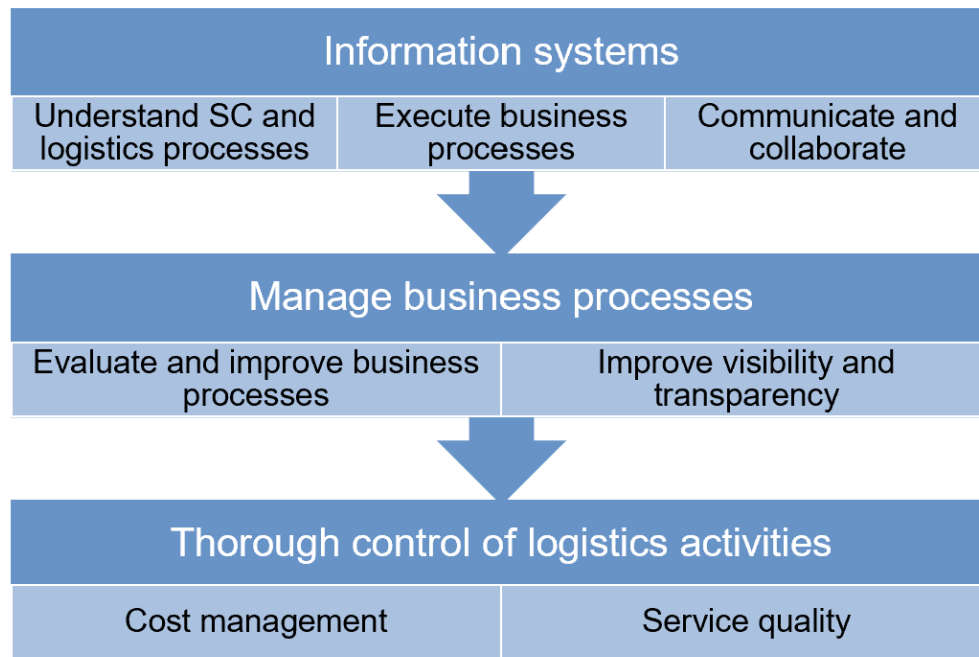 Information systems
Understand SC and
logistics processes
Execute business
processes
Communicate and
collaborate
Manage business processes
Evaluate and improve business
processes
Improve visibility and
transparency
Thorough control of logistics activities
Cost management
Service quality